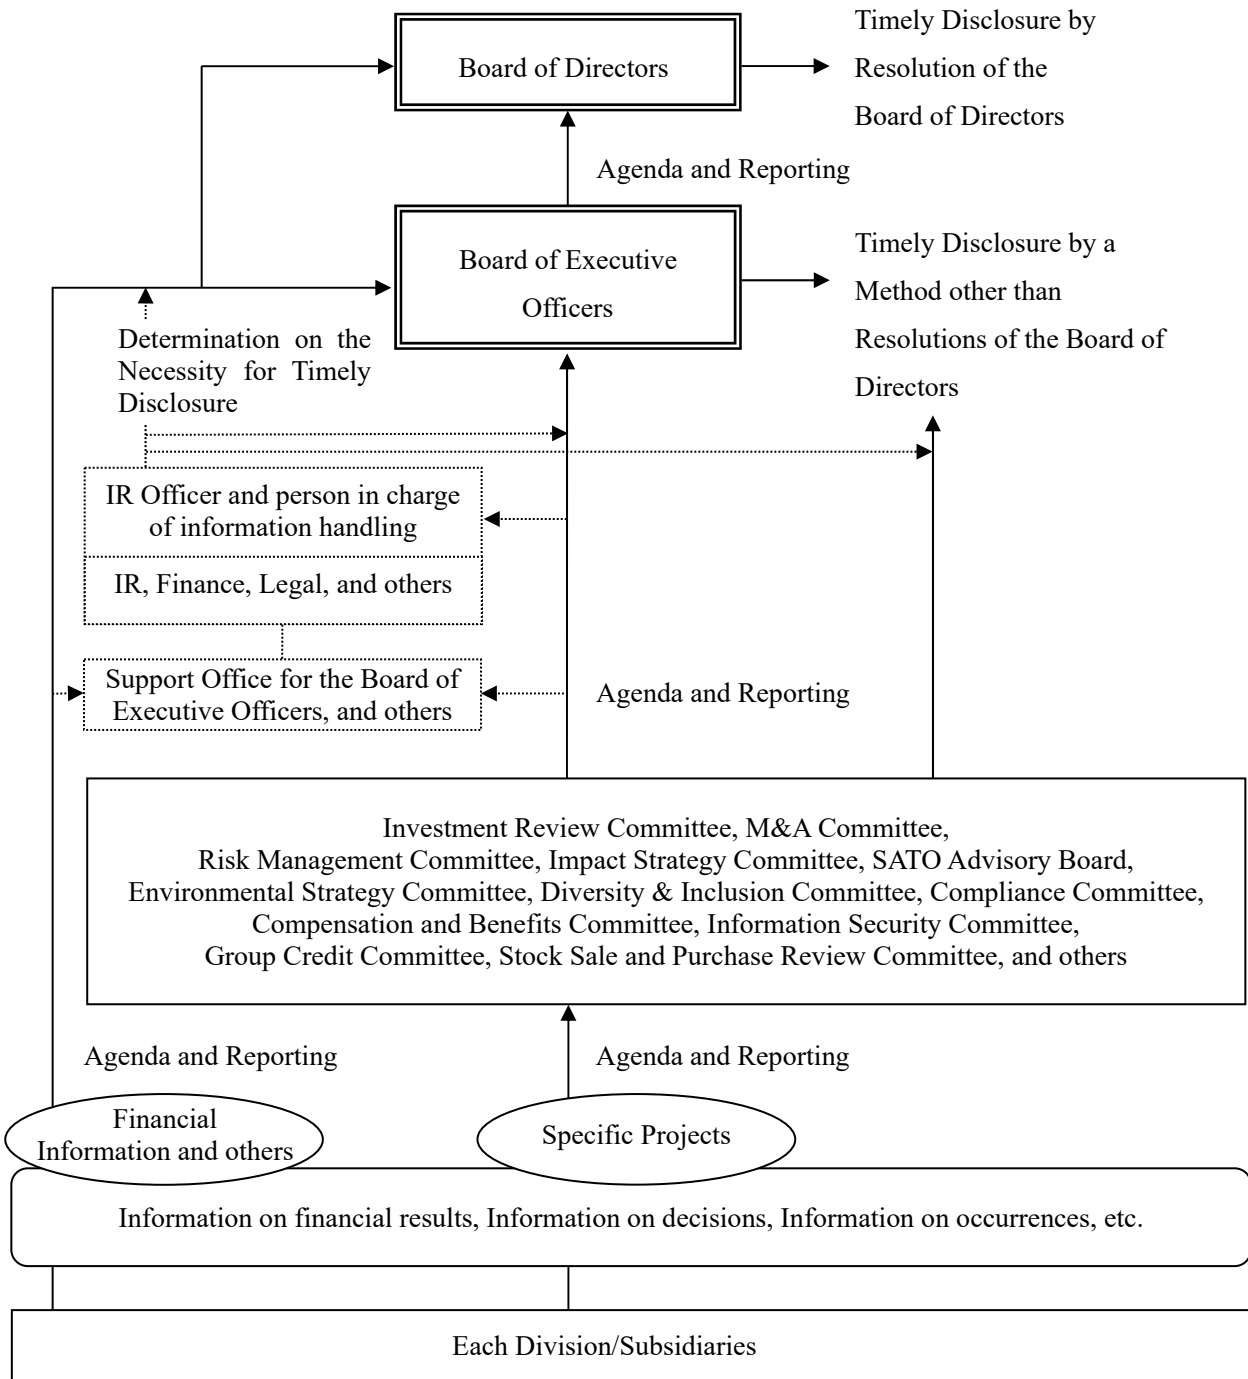 Timely Disclosure by
Board of Directors
Resolution of the
Board of Directors
Agenda and Reporting
Board of Executive
Officers
Timely Disclosure by a
Method other than
Resolutions of the Board of
Directors
Determination on the
Necessity for Timely
Disclosure
IR Officer and person in charge
of information handling
IR, Finance, Legal, and others
Support Office for the Board of
Executive Officers, and others
Agenda and Reporting
Investment Review Committee, M&A Committee,
Risk Management Committee, Impact Strategy Committee, SATO Advisory Board,
Environmental Strategy Committee, Diversity & Inclusion Committee, Compliance Committee,
Compensation and Benefits Committee, Information Security Committee,
Group Credit Committee, Stock Sale and Purchase Review Committee, and others
Agenda and Reporting
Agenda and Reporting
Financial
Information and others
Specific Projects
Information on financial results, Information on decisions, Information on occurrences, etc.
Each Division/Subsidiaries